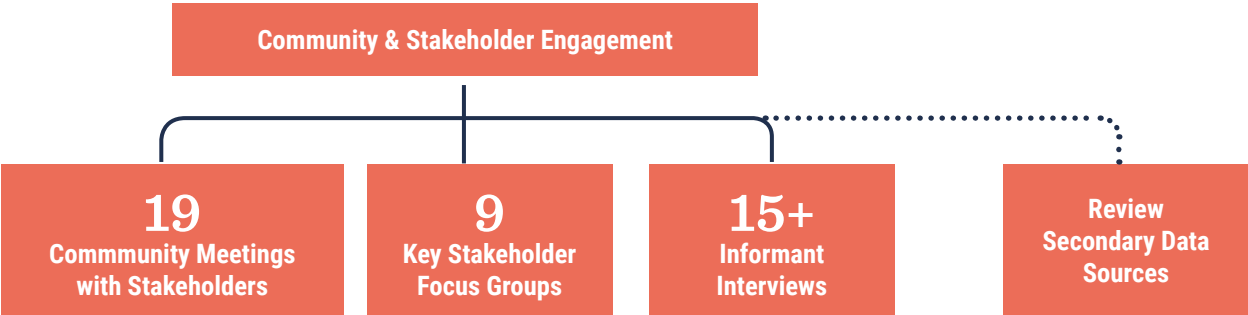 Community & Stakeholder Engagement
19
Commmunity Meetings
with Stakeholders
9
Key Stakeholder
Focus Groups
15+
Informant
Interviews
Review
Secondary Data
Sources